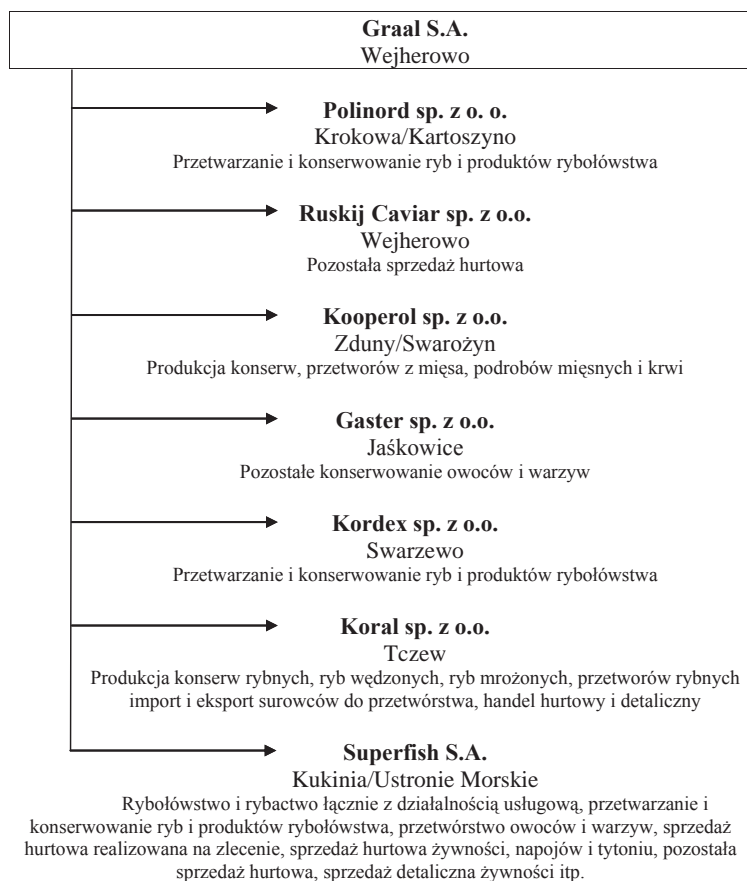 Graal S.A.
Wejherowo
Polinord sp. z o. o.
Krokowa/Kartoszyno
Przetwarzanie i konserwowanie ryb i produktów rybołówstwa
Ruskij Caviar sp. z o.o.
Wejherowo
Pozostała sprzedaż hurtowa
Kooperol sp. z o.o.
Zduny/Swarożyn
Produkcja konserw, przetworów z mięsa, podrobów mięsnych i krwi
Gaster sp. z o.o.
Jaśkowice
Pozostałe konserwowanie owoców i warzyw
Kordex sp. z o.o.
Swarzewo
Przetwarzanie i konserwowanie ryb i produktów rybołówstwa
Koral sp. z o.o.
Tczew
Produkcja konserw rybnych, ryb wędzonych, ryb mrożonych, przetworów rybnych
import i eksport surowców do przetwórstwa, handel hurtowy i detaliczny
Superfish S.A.
Kukinia/Ustronie Morskie
Rybołówstwo i rybactwo łącznie z działalnością usługową, przetwarzanie i
konserwowanie ryb i produktów rybołówstwa, przetwórstwo owoców i warzyw, sprzedaż
hurtowa realizowana na zlecenie, sprzedaż hurtowa żywności, napojów i tytoniu, pozostała
sprzedaż hurtowa, sprzedaż detaliczna żywności itp.